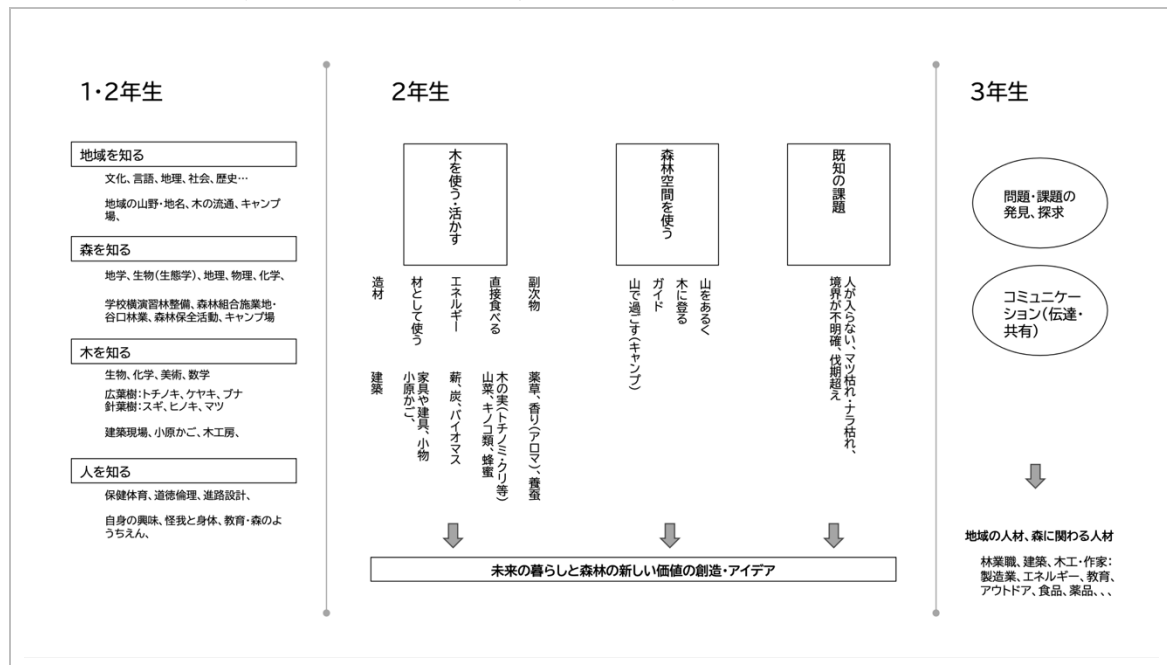 1・2年生
地域を知る
文化、言語、地理、社会、歴史…
地域の山野・地名、木の流通、キャンプ
場、
森を知る
地学、生物(生態学)、地理、物理、化学、
学校横演習林整備、森林組合施業地・
谷口林業、森林保全活動、キャンプ場
木を知る
生物、化学、美術、数学
広葉樹:トチノキ、ケヤキ、ブナ
針葉樹:スギ、ヒノキ、マツ
建築現場、小原かご、木工房、
人を知る
保健体育、道徳倫理、進路設計、
自身の興味、怪我と身体、教育・森のよ
うちえん、
2年生
木を使う・活かす
造材
材として使う
エネルギー
直接食べる
副次物
建築
家具や建具、小物
小原かご、
薪、炭、バイオマス
木の実(トチノミ・クリ等)
山菜、キノコ類、蜂蜜
薬草、香り(アロマ)、養蚕
森林空間を使う
山をあるく
木に登る
ガイド
山で過ごす(キャンプ)
既知の課題
人が入らない、マツ枯れ・ナラ枯れ、
境界が不明確、伐期超え
未来の暮らしと森林の新しい価値の創造・アイデア
3年生
問題・課題の
発見、探求
コミュニケー
ション(伝達・
共有)
地域の人材、森に関わる人材
林業職、建築、木工・作家:
製造業、エネルギー、教育、
アウトドア、食品、薬品、、、